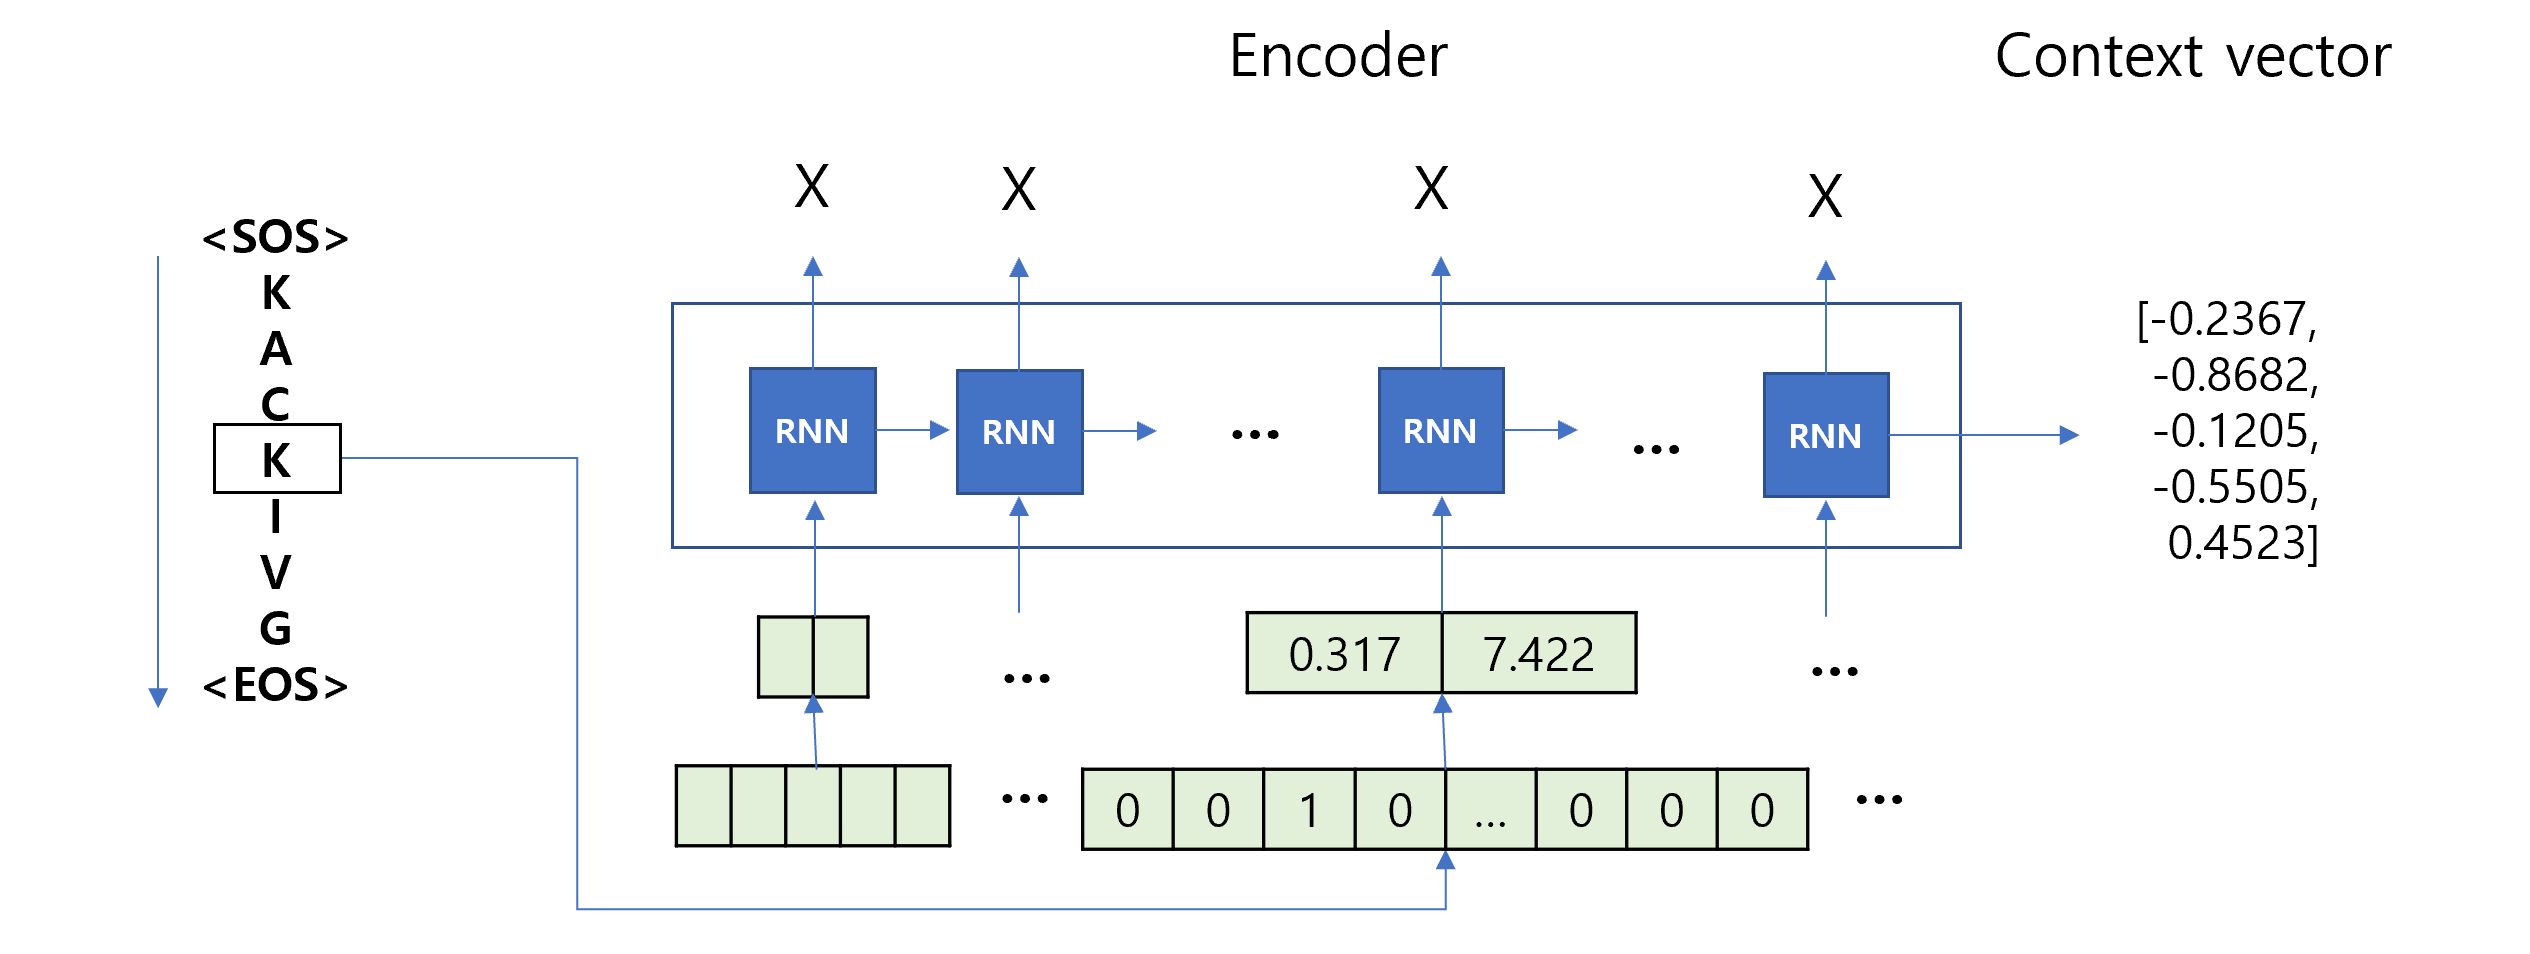 Encoder
Context vector
X X X X
<SOS>
K
A
C
K
I
V
G
<EOS>
RNN RNN ... RNN ... RNN
[-0.2367,
-0.8682,
-0.1205,
-0.5505,
0.4523]
... 0.317 7.422 ...
... 0 0 1 0 ... 0 0 0 ...